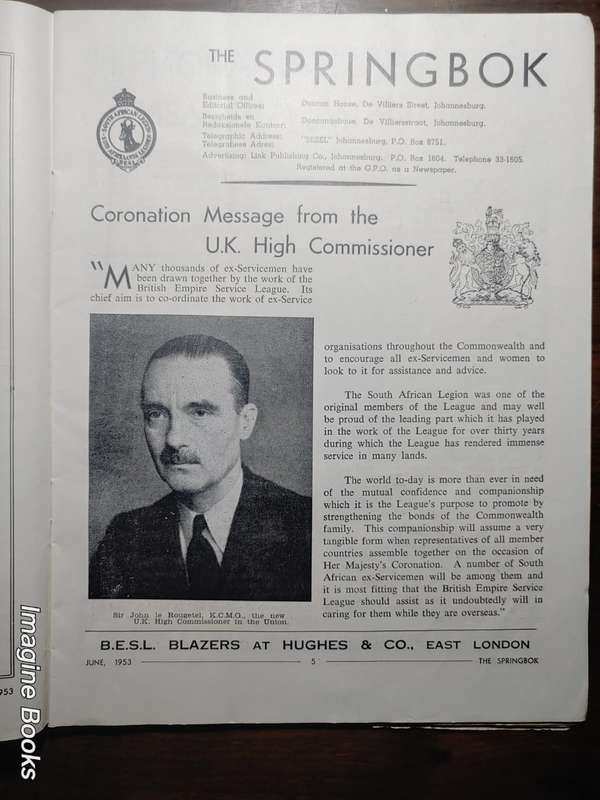 THE SPRINGBOK
Business and
Editorial Offices:
Duncan House, De Villiers Street, Johannesburg.
Besigheids en
Redaksionele Kantoor:
Duncanhuis, De Villiersstraat, Johannesburg.
Telegraphic Address:
Telegrafiese Adres:
"BESEL" Johannesburg, P.O. Box 8751.
Advertising: Link Publishing Co., Johannesburg. P.O. Box 1604. Telephone 33-1605.
Registered at the G.P.O. as a Newspaper.
SOUTH AFRICAN LEGION
B.E.S.L.
Coronation Message from the
U.K. High Commissioner
"MANY thousands of ex-Servicemen have
been drawn together by the work of the
British Empire Service League. Its
chief aim is to co-ordinate the work of ex-Service
organisations throughout the Commonwealth and
to encourage all ex-Servicemen and women to
look to it for assistance and advice.
The South African Legion was one of the
original members of the League and may well
be proud of the leading part which it has played
in the work of the League for over thirty years
during which the League has rendered immense
service in many lands.
The world to-day is more than ever in need
of the mutual confidence and companionship
which it is the League's purpose to promote by
strengthening the bonds of the Commonwealth
family. This companionship will assume a very
tangible form when representatives of all member
countries assemble together on the occasion of
Her Majesty's Coronation. A number of South
African ex-Servicemen will be among them and
it is most fitting that the British Empire Service
League should assist as it undoubtedly will in
caring for them while they are overseas."
Sir John le Rougetel, K.C.M.G., the new
U.K. High Commissioner in the Union.
B.E.S.L. BLAZERS AT HUGHES & CO., EAST LONDON
JUNE, 1953
5
THE SPRINGBOK
953
Imagine Books